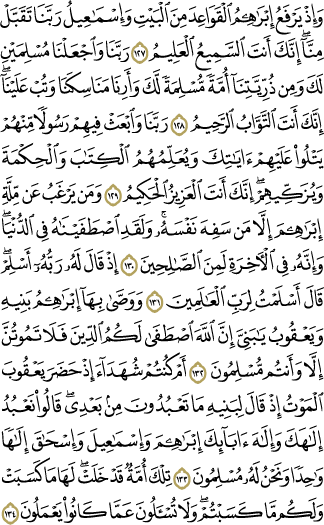 وَإِذۡ يَرۡفَعُ إِبۡرَٰهِـۧمُ ٱلۡقَوَاعِدَ مِنَ ٱلۡبَيۡتِ وَإِسۡمَٰعِيلُ رَبَّنَا تَقَبَّلۡ
مِنَّآۖ إِنَّكَ أَنتَ ٱلسَّمِيعُ ٱلۡعَلِيمُ ١٢٧ رَبَّنَا وَٱجۡعَلۡنَا مُسۡلِمَيۡنِ
لَكَ وَمِن ذُرِّيَّتِنَآ أُمَّةٗ مُّسۡلِمَةٗ لَّكَ وَأَرِنَا مَنَاسِكَنَا وَتُبۡ عَلَيۡنَآۖ
إِنَّكَ أَنتَ ٱلتَّوَّابُ ٱلرَّحِيمُ ١٢٨ رَبَّنَا وَٱبۡعَثۡ فِيهِمۡ رَسُولٗا مِّنۡهُمۡ
يَتۡلُواْ عَلَيۡهِمۡ ءَايَٰتِكَ وَيُعَلِّمُهُمُ ٱلۡكِتَٰبَ وَٱلۡحِكۡمَةَ
وَيُزَكِّيهِمۡۖ إِنَّكَ أَنتَ ٱلۡعَزِيزُ ٱلۡحَكِيمُ ١٢٩ وَمَن يَرۡغَبُ عَن مِّلَّةِ
إِبۡرَٰهِـۧمَ إِلَّا مَن سَفِهَ نَفۡسَهُۥۚ وَلَقَدِ ٱصۡطَفَيۡنَٰهُ فِي ٱلدُّنۡيَاۖ
وَإِنَّهُۥ فِي ٱلۡأٓخِرَةِ لَمِنَ ٱلصَّٰلِحِينَ ١٣٠ إِذۡ قَالَ لَهُۥ رَبُّهُۥٓ أَسۡلِمۡۖ
قَالَ أَسۡلَمۡتُ لِرَبِّ ٱلۡعَٰلَمِينَ ١٣١ وَوَصَّىٰ بِهَآ إِبۡرَٰهِـۧمُ بَنِيهِ
وَيَعۡقُوبُ يَٰبَنِيَّ إِنَّ ٱللَّهَ ٱصۡطَفَىٰ لَكُمُ ٱلدِّينَ فَلَا تَمُوتُنَّ
إِلَّا وَأَنتُم مُّسۡلِمُونَ ١٣٢ أَمۡ كُنتُمۡ شُهَدَآءَ إِذۡ حَضَرَ يَعۡقُوبَ
ٱلۡمَوۡتُ إِذۡ قَالَ لِبَنِيهِ مَا تَعۡبُدُونَ مِنۢ بَعۡدِيۖ قَالُواْ نَعۡبُدُ
إِلَٰهَكَ وَإِلَٰهَ ءَابَآئِكَ إِبۡرَٰهِـۧمَ وَإِسۡمَٰعِيلَ وَإِسۡحَٰقَ إِلَٰهٗا
وَٰحِدٗا وَنَحۡنُ لَهُۥ مُسۡلِمُونَ ١٣٣ تِلۡكَ أُمَّةٞ قَدۡ خَلَتۡۖ لَهَا مَا كَسَبَتۡ
وَلَكُم مَّا كَسَبۡتُمۡۖ وَلَا تُسۡـَٔلُونَ عَمَّا كَانُواْ يَعۡمَلُونَ ١٣٤